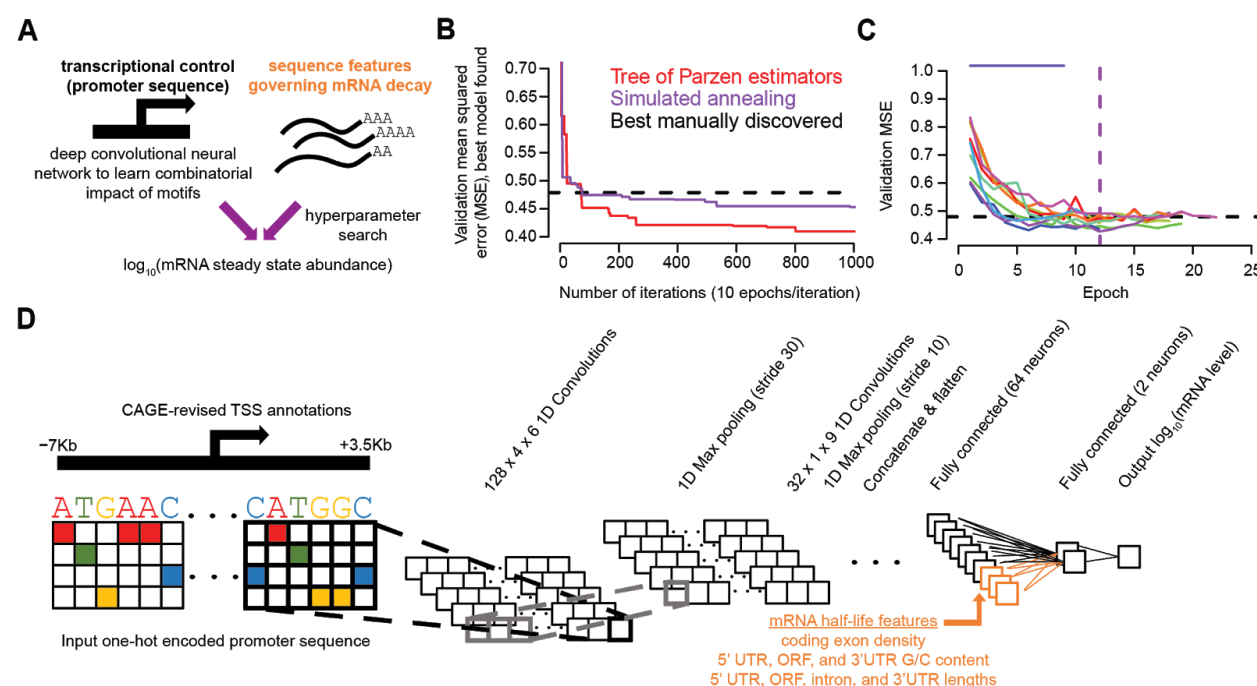 A
transcriptional control
(promoter sequence)
sequence features
governing mRNA decay
AAA
AAAA
AA
deep convolutional neural
network to learn combinatorial
impact of motifs
hyperparameter
search
log10(mRNA steady state abundance)
B
Validation mean squared
error (MSE), best model found
0.70
0.65
0.60
0.55
0.50
0.45
0.40
Tree of Parzen estimators
Simulated annealing
Best manually discovered
0
200
400
600
800
1000
Number of iterations (10 epochs/iteration)
C
Validation MSE
1.0
0.9
0.8
0.7
0.6
0.5
0.4
0
5
10
15
20
25
Epoch
D
CAGE-revised TSS annotations
−7Kb
+3.5Kb
ATGAAC
CATGGC
Input one-hot encoded promoter sequence
128 x 4 x 6 1D Convolutions
1D Max pooling (stride 30)
32 x 1 x 9 1D Convolutions
1D Max pooling (stride 10)
Concatenate & flatten
Fully connected (64 neurons)
Fully connected (2 neurons)
Output log10(mRNA level)
mRNA half-life features
coding exon density
5' UTR, ORF, and 3'UTR G/C content
5' UTR, ORF, intron, and 3'UTR lengths